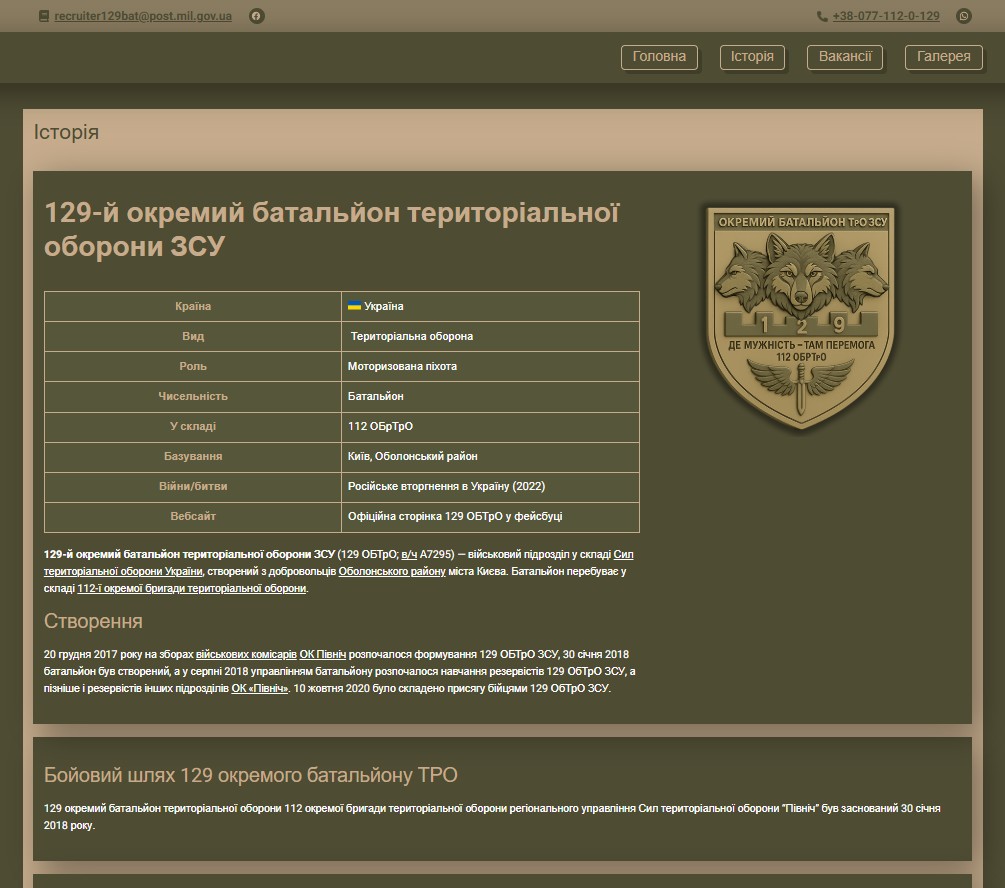 recruiter129bat@post.mil.gov.ua
+38-077-112-0-129
Головна Історія Вакансії Галерея
Історія
129-й окремий батальйон територіальної
оборони ЗСУ
Країна Україна
Вид Територіальна оборона
Роль Моторизована піхота
Чисельність Батальйон
У складі 112 ОБрТрО
Базування Київ, Оболонський район
Війни/битви Російське вторгнення в Україну (2022)
Вебсайт Офіційна сторінка 129 ОБТрО у фейсбуці
129-й окремий батальйон територіальної оборони ЗСУ (129 ОБТрО; в/ч А7295) — військовий підрозділ у складі Сил
територіальної оборони України, створений з добровольців Оболонського району міста Києва. Батальйон перебуває у
складі 112-ї окремої бригади територіальної оборони.
Створення
20 грудня 2017 року на зборах військових комісарів ОК Північ розпочалося формування 129 ОБТрО ЗСУ, 30 січня 2018
батальйон був створений, а у серпні 2018 управлінням батальйону розпочалося навчання резервістів 129 ОбТрО ЗСУ, а
пізніше і резервістів інших підрозділів ОК «Північ». 10 жовтня 2020 було складено присягу бійцями 129 ОбТрО ЗСУ.
ОКРЕМИЙ БАТАЛЬЙОН ТрО ЗСУ
1 2 9
ДЕ МУЖНІСТЬ – ТАМ ПЕРЕМОГА
112 ОБРТрО
Бойовий шлях 129 окремого батальйону ТРО
129 окремий батальйон територіальної оборони 112 окремої бригади територіальної оборони регіонального управління Сил територіальної оборони “Північ” був заснований 30 січня
2018 року.